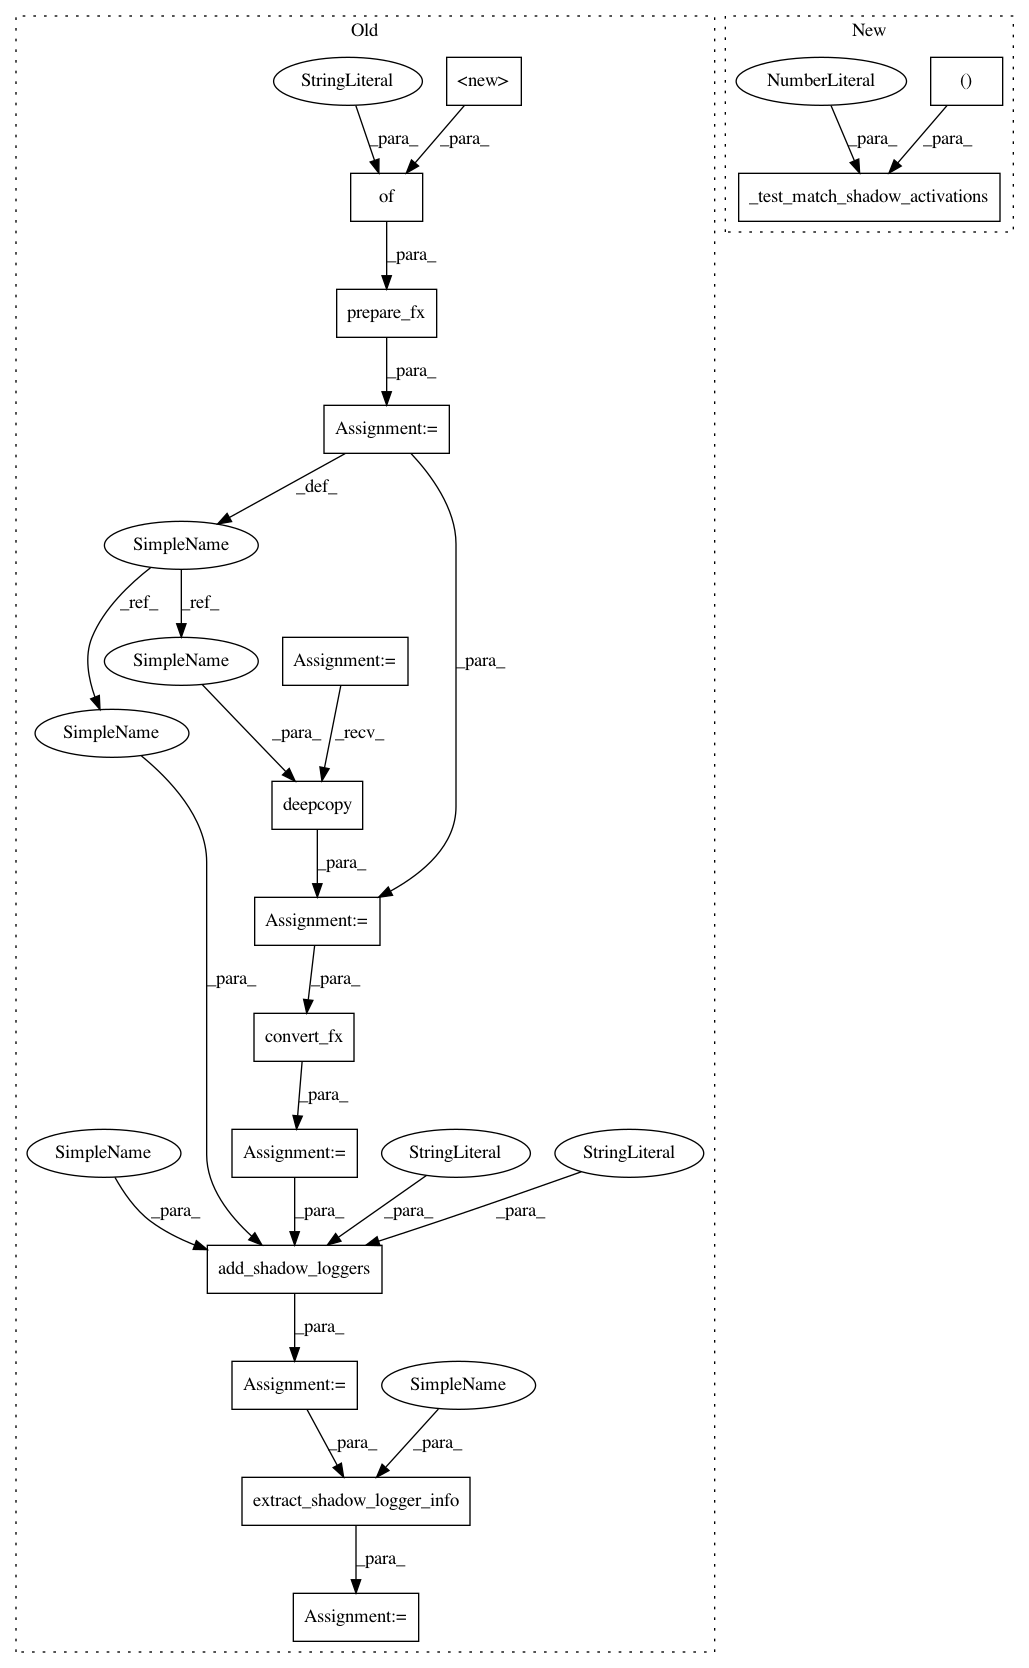 Old
New
StringLiteral
<new>
NumberLiteral
()
_para_
_para_
_para_
_para_
of
_test_match_shadow_activations
_para_
prepare_fx
_para_
Assignment:=
_def_
SimpleName
_ref_
_ref_
SimpleName
Assignment:=
_para_
SimpleName
_para_
_recv_
deepcopy
_para_
Assignment:=
_para_
_para_
convert_fx
_para_
SimpleName
Assignment:=
StringLiteral
StringLiteral
_para_
_para_
_para_
_para_
add_shadow_loggers
_para_
Assignment:=
SimpleName
_para_
_para_
extract_shadow_logger_info
_para_
Assignment:=